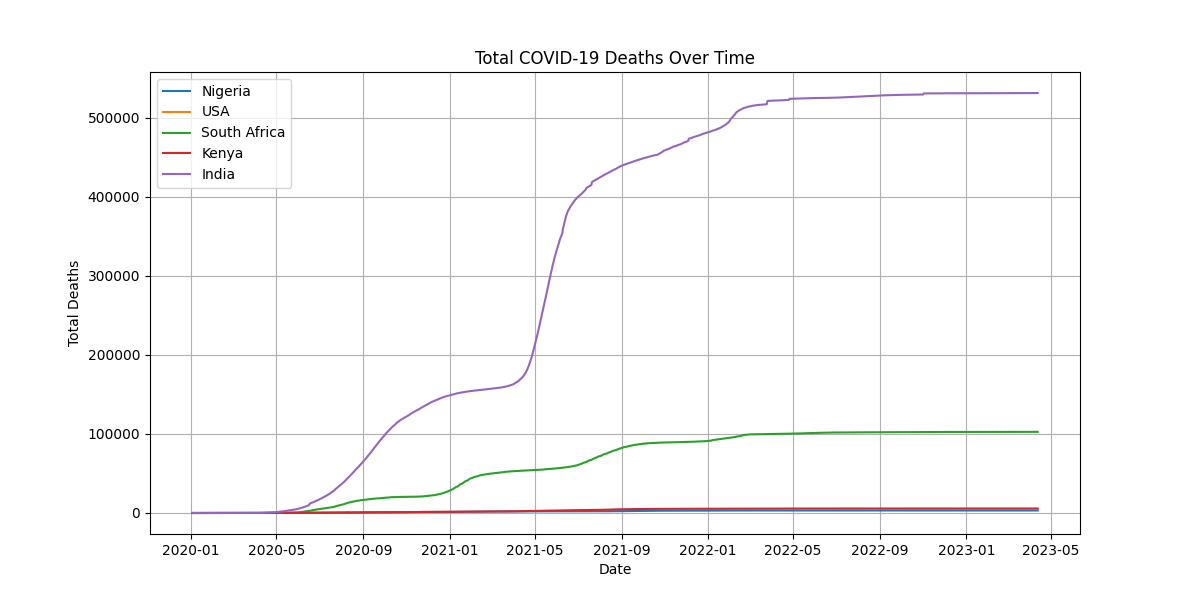 Total COVID-19 Deaths Over Time
Nigeria
USA
South Africa
Kenya
India
Total Deaths
500000
400000
300000
200000
100000
0
2020-01 2020-05 2020-09 2021-01 2021-05 2021-09 2022-01 2022-05 2022-09 2023-01 2023-05
Date